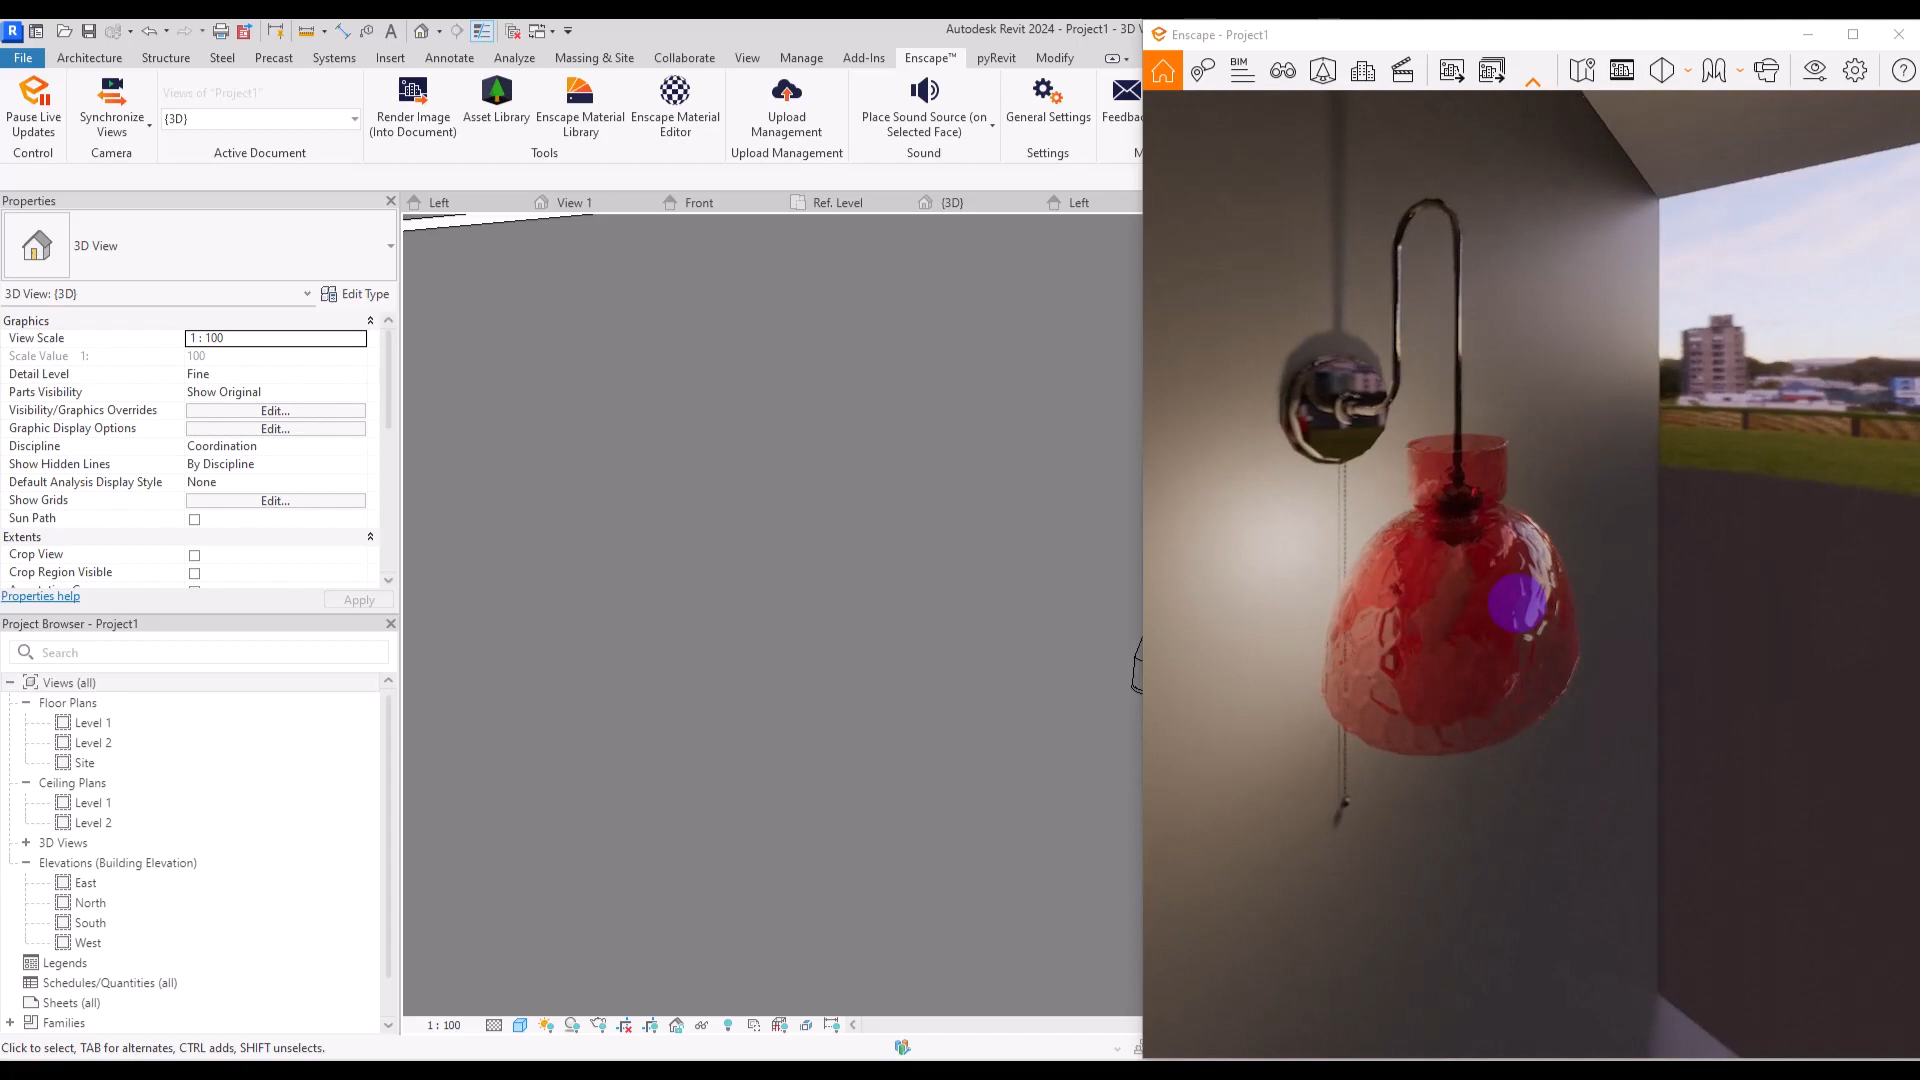 Autodesk Revit 2024 - Project1 - 3D V
Enscape - Project1
File Architecture Structure Steel Precast Systems Insert Annotate Analyze Massing & Site Collaborate View Manage Add-Ins Enscape™ pyRevit Modify
BIM
Pause Live
Updates
Control
Synchronize
Views
Camera
Views of "Project1"
{3D}
Active Document
Render Image
(Into Document)
Asset Library
Enscape Material
Library
Enscape Material
Editor
Tools
Upload
Management
Upload Management
Place Sound Source (on
Selected Face)
Sound
General Settings
Settings
Feedba
M
Properties
Left View 1 Front Ref. Level {3D} Left
3D View
3D View: {3D} Edit Type
Graphics
View Scale 1 : 100
Scale Value 1: 100
Detail Level Fine
Parts Visibility Show Original
Visibility/Graphics Overrides Edit...
Graphic Display Options Edit...
Discipline Coordination
Show Hidden Lines By Discipline
Default Analysis Display Style None
Show Grids Edit...
Sun Path
Extents
Crop View
Crop Region Visible
Properties help Apply
Project Browser - Project1
Search
Views (all)
Floor Plans
Level 1
Level 2
Site
Ceiling Plans
Level 1
Level 2
3D Views
Elevations (Building Elevation)
East
North
South
West
Legends
Schedules/Quantities (all)
Sheets (all)
Families
1 : 100
Click to select, TAB for alternates, CTRL adds, SHIFT unselects.